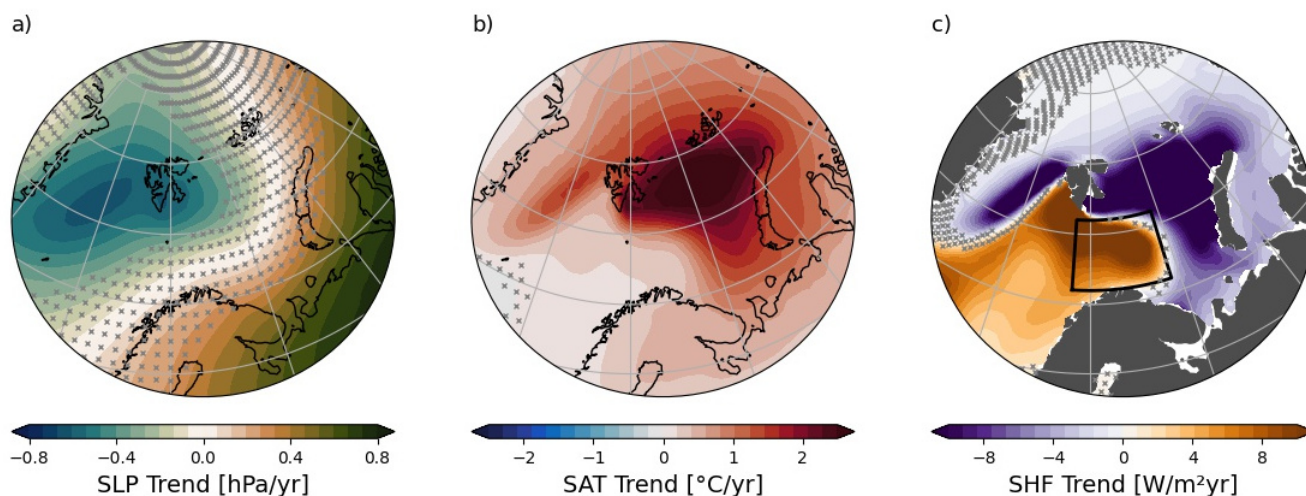 a)
b)
c)
−0.8 −0.4 0.0 0.4 0.8
SLP Trend [hPa/yr]
−2 −1 0 1 2
SAT Trend [°C/yr]
−8 −4 0 4 8
SHF Trend [W/m²yr]